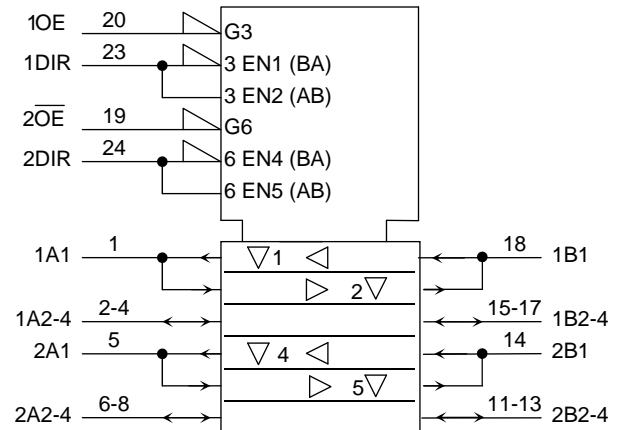 1OE 20 G3
1DIR 23 3 EN1 (BA)
3 EN2 (AB)
2O̅E̅ 19 G6
2DIR 24 6 EN4 (BA)
6 EN5 (AB)
1A1 1 ▽1 ◁ 18 1B1
▷ 2▽
1A2-4 2-4 15-17 1B2-4
2A1 5 ▽ 4 ◁ 14 2B1
▷ 5▽
2A2-4 6-8 11-13 2B2-4